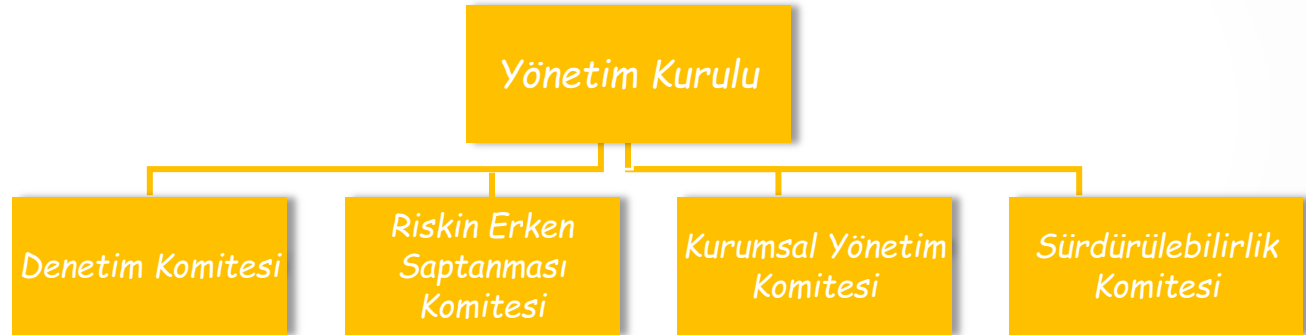 Yönetim Kurulu
Denetim Komitesi
Riskin Erken
Saptanması
Komitesi
Kurumsal Yönetim
Komitesi
Sürdürülebilirlik
Komitesi